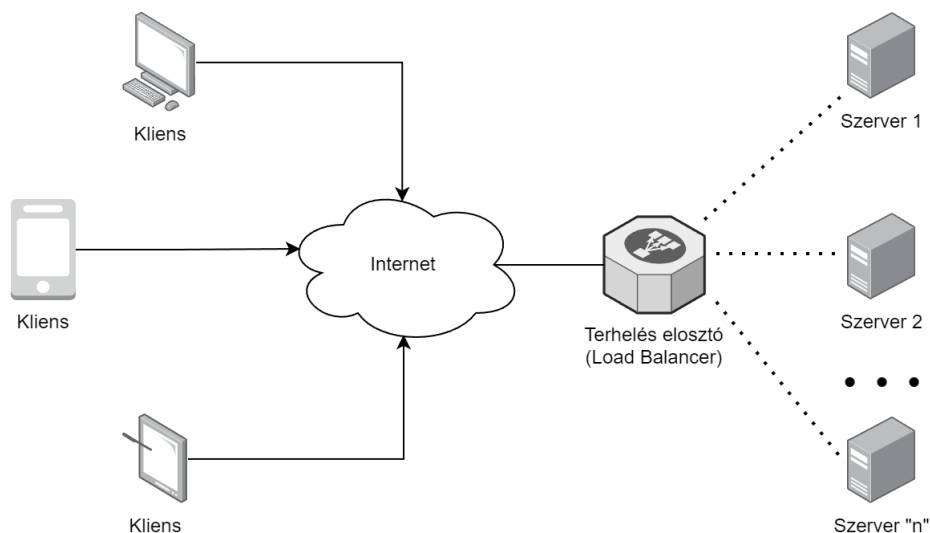 Kliens
Szerver 1
Kliens
Internet
Terhelés elosztó
(Load Balancer)
Szerver 2
Kliens
Szerver "n"